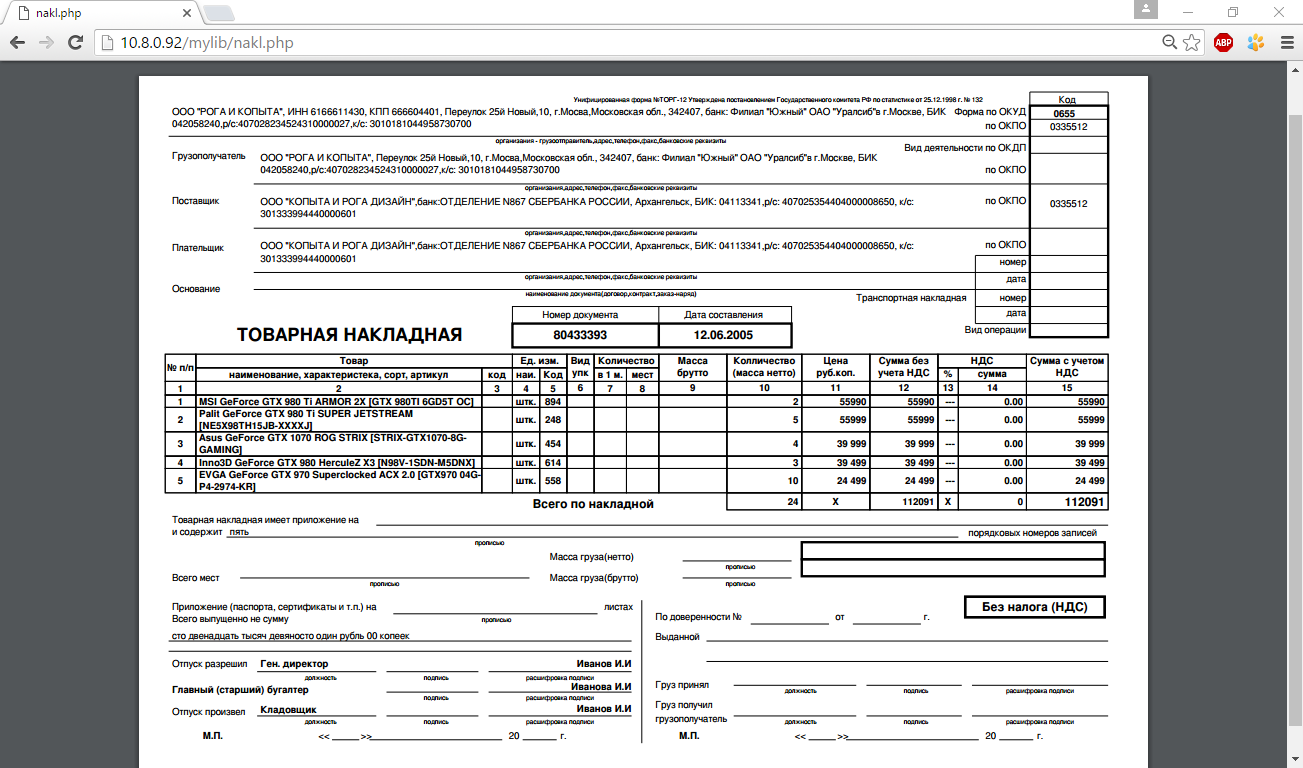 nakl.php
10.8.0.92/mylib/nakl.php
ABP
Унифицированная форма №ТОРГ-12 Утверждена постановлением Государственного комитета РФ по статистике от 25.12.1998 г. № 132
Код
ООО "РОГА И КОПЫТА", ИНН 6166611430, КПП 666604401, Переулок 25й Новый,10, г.Мосва,Московская обл., 342407, банк: Филиал "Южный" ОАО "Уралсиб"в г.Москве, БИК Форма по ОКУД 0655
042058240,р/с:407028234524310000027,к/с: 3010181044958730700 по ОКПО 0335512
организация - грузоотправитель,адрес,телефон,факс,банковские реквизиты
Вид деятельности по ОКДП
Грузополучатель ООО "РОГА И КОПЫТА", Переулок 25й Новый,10, г.Мосва,Московская обл., 342407, банк: Филиал "Южный" ОАО "Уралсиб"в г.Москве, БИК
042058240,р/с:407028234524310000027,к/с: 3010181044958730700 по ОКПО
организация,адрес,телефон,факс,банковские реквизиты
Поставщик ООО "КОПЫТА И РОГА ДИЗАЙН",банк:ОТДЕЛЕНИЕ N867 СБЕРБАНКА РОССИИ, Архангельск, БИК: 04113341,р/с: 407025354404000008650, к/с: по ОКПО 0335512
301333994440000601
организация,адрес,телефон,факс,банковские реквизиты
Плательщик ООО "КОПЫТА И РОГА ДИЗАЙН",банк:ОТДЕЛЕНИЕ N867 СБЕРБАНКА РОССИИ, Архангельск, БИК: 04113341,р/с: 407025354404000008650, к/с: по ОКПО
301333994440000601
номер
организация,адрес,телефон,факс,банковские реквизиты
дата
Основание
наименование документа(договор,контракт,заказ-наряд)
Транспортная накладная номер
дата
Вид операции
Номер документа Дата составления
ТОВАРНАЯ НАКЛАДНАЯ 80433393 12.06.2005
№ п/п Товар Ед. изм. Вид упк Количество Масса брутто Колличество (масса нетто) Цена руб.коп. Сумма без учета НДС НДС Сумма с учетом НДС
наименование, характеристека, сорт, артикул код наи. Код в 1 м. мест % сумма
1 2 3 4 5 6 7 8 9 10 11 12 13 14 15
1 MSI GeForce GTX 980 Ti ARMOR 2X [GTX 980TI 6GD5T OC] штк. 894 2 55990 55990 --- 0.00 55990
2 Palit GeForce GTX 980 Ti SUPER JETSTREAM [NE5X98TH15JB-XXXXJ] штк. 248 5 55999 55999 --- 0.00 55999
3 Asus GeForce GTX 1070 ROG STRIX [STRIX-GTX1070-8G-GAMING] штк. 454 4 39 999 39 999 --- 0.00 39 999
4 Inno3D GeForce GTX 980 HerculeZ X3 [N98V-1SDN-M5DNX] штк. 614 3 39 499 39 499 --- 0.00 39 499
5 EVGA GeForce GTX 970 Superclocked ACX 2.0 [GTX970 04G-P4-2974-KR] штк. 558 10 24 499 24 499 --- 0.00 24 499
Всего по накладной 24 X 112091 X 0 112091
Товарная накладная имеет приложение на
и содержит пять порядковых номеров записей
прописью
Масса груза(нетто)
прописью
Всего мест Масса груза(брутто)
прописью прописью
Приложение (паспорта, сертификаты и т.п.) на листах
Всего выпущенно не сумму прописью
сто двенадцать тысяч девяносто один рубль 00 копеек
Отпуск разрешил Ген. директор Иванов И.И
должность подпись расшифровка подписи
Главный (старший) бугалтер Иванова И.И
подпись расшифровка подписи
Отпуск произвел Кладовщик Иванов И.И
должность подпись расшифровка подписи
М.П. << >> 20 г.
Без налога (НДС)
По доверенности № от г.
Выданной
Груз принял
должность подпись расшифровка подписи
Груз получил
грузополучатель
должность подпись расшифровка подписи
М.П. << >> 20 г.